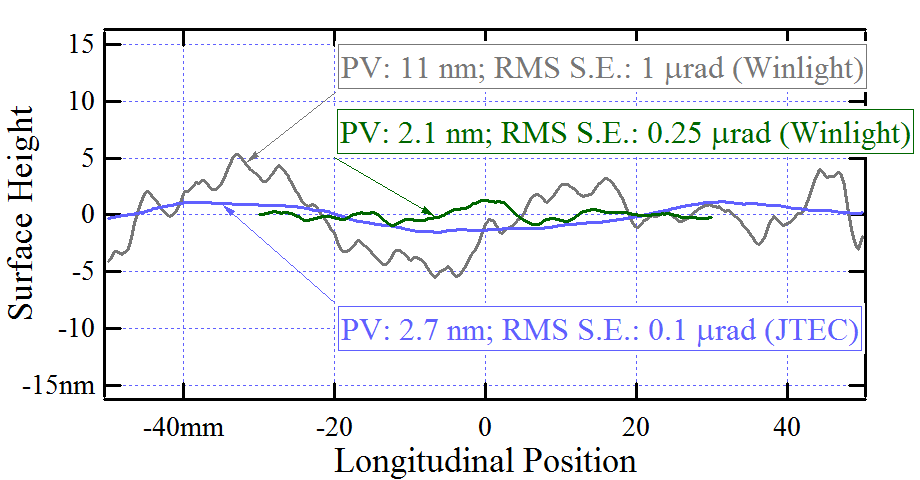 15
PV: 11 nm; RMS S.E.: 1 μrad (Winlight)
10
PV: 2.1 nm; RMS S.E.: 0.25 μrad (Winlight)
5
0
-5
PV: 2.7 nm; RMS S.E.: 0.1 μrad (JTEC)
-10
-15nm
Surface Height
-40mm -20 0 20 40
Longitudinal Position